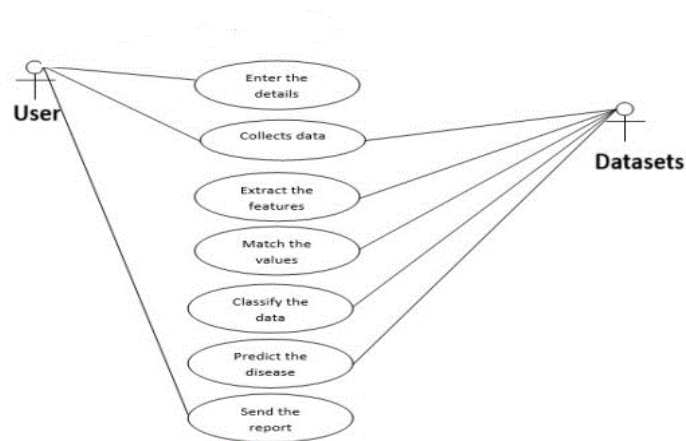 Enter the
details
User
Collects data
Datasets
Extract the
features
Match the
values
Classify the
data
Predict the
disease
Send the
report